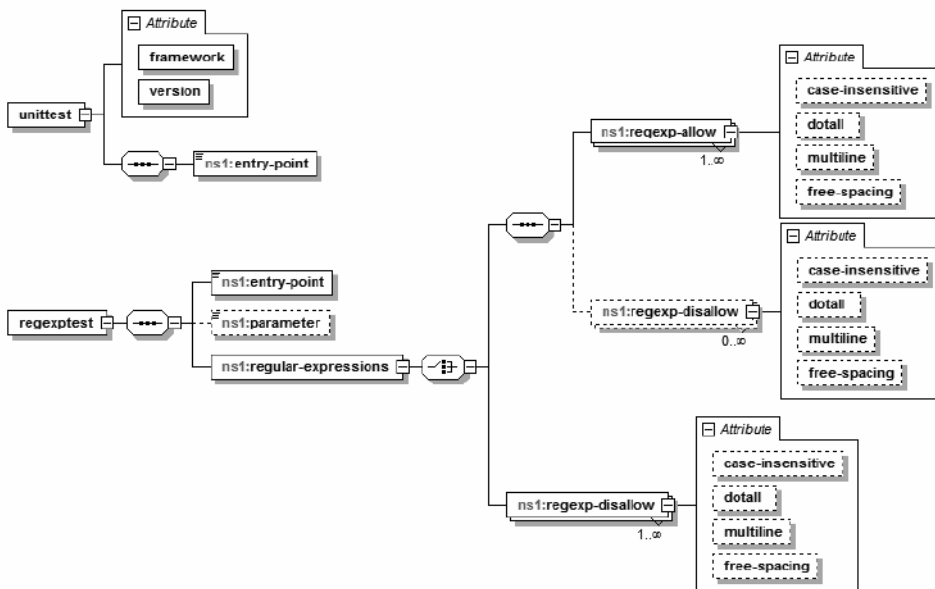 Attribute
framework
version
unittest
ns1:entry-point
Attribute
case-insensitive
dotall
multiline
free-spacing
ns1:reqexp-allow
1..∞
Attribute
case-insensitive
dotall
multiline
free-spacing
ns1:regexp-disallow
0..∞
regexptest
ns1:entry-point
ns1:parameter
ns1:regular-expressions
Attribute
case-insensitive
dotall
multiline
free-spacing
ns1:regexp-disallow
1..∞